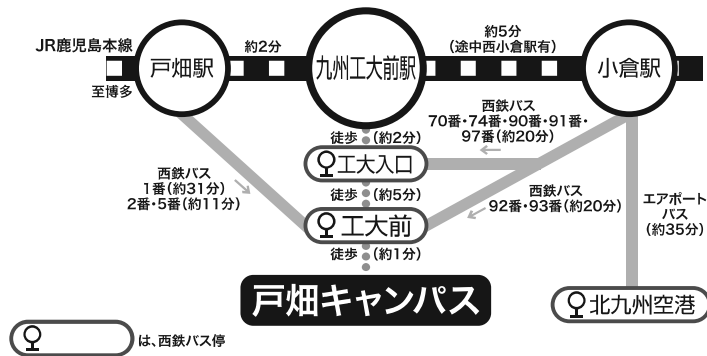 JR鹿児島本線
至博多
戸畑駅
約2分
九州工大前駅
約5分
(途中西小倉駅有)
小倉駅
徒歩 (約2分)
西鉄バス
70番・74番・90番・91番・
97番(約20分)
工大入口
徒歩 (約5分)
西鉄バス
1番(約31分)
2番・5番(約11分)
西鉄バス
92番・93番(約20分)
エアポート
バス
(約35分)
工大前
徒歩 (約1分)
戸畑キャンパス
北九州空港
は、西鉄バス停